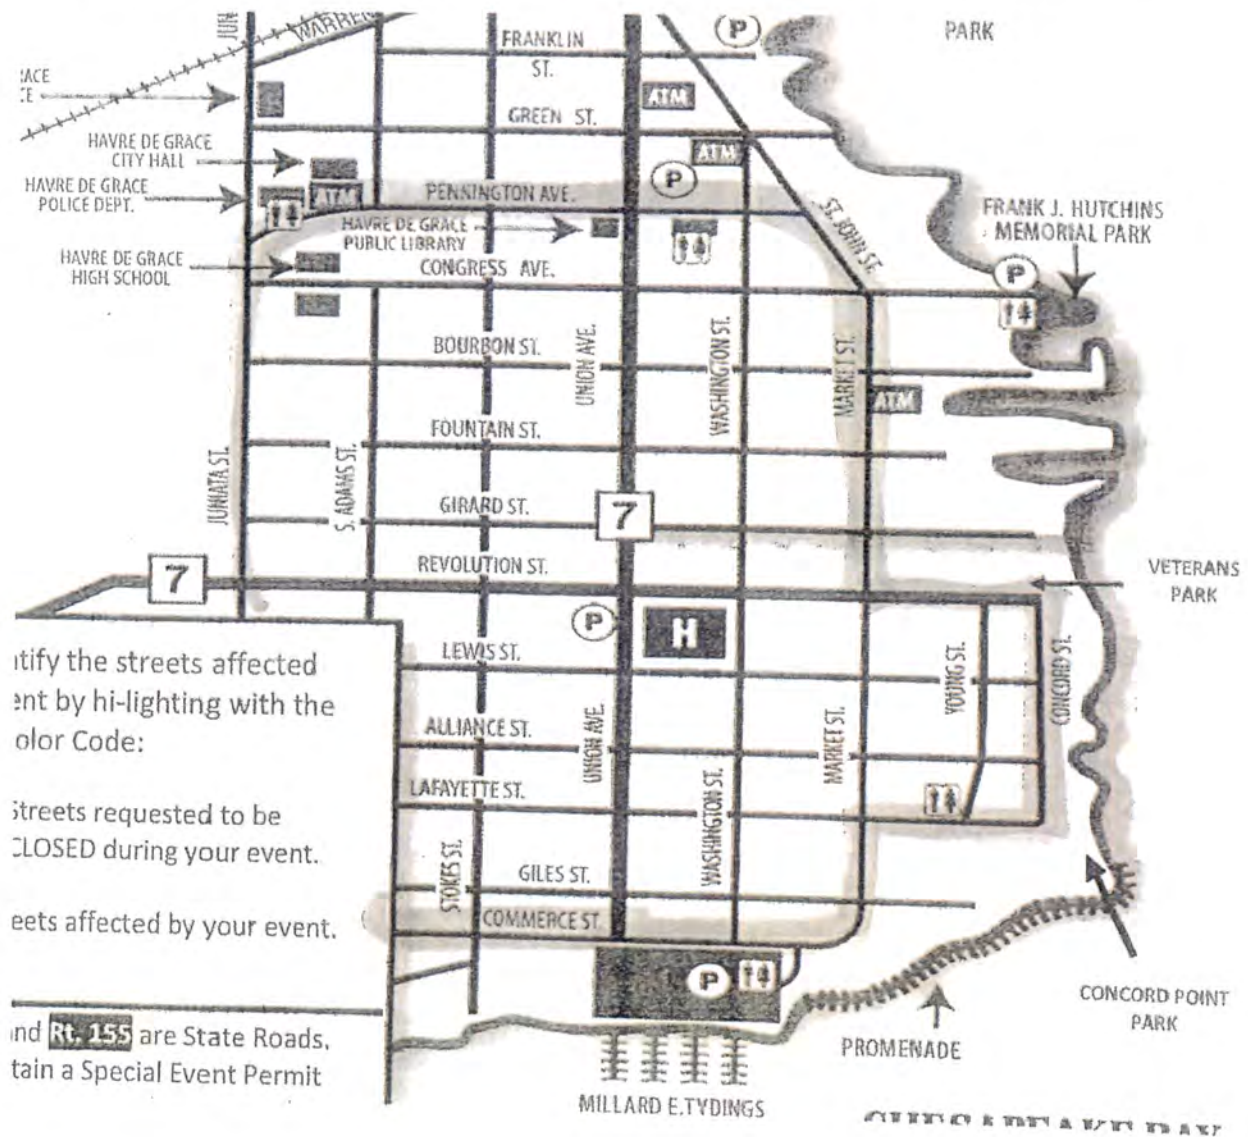 JUN
WARREN
FRANKLIN
ST.
P
PARK
ATM
GREEN ST.
HAVRE DE GRACE
CITY HALL
ATM
HAVRE DE GRACE
POLICE DEPT.
ATM
PENNINGTON AVE.
P
HAVRE DE GRACE
PUBLIC LIBRARY
ST. JOHN ST.
FRANK J. HUTCHINS
MEMORIAL PARK
HAVRE DE GRACE
HIGH SCHOOL
CONGRESS AVE.
P
BOURBON ST.
UNION AVE.
WASHINGTON ST.
MARKET ST.
ATM
FOUNTAIN ST.
JUNIATA ST.
S. ADAMS ST.
GIRARD ST.
7
REVOLUTION ST.
7
VETERANS
PARK
P
H
LEWIS ST.
YOUNG ST.
CONCORD ST.
ALLIANCE ST.
UNION AVE.
MARKET ST.
LAFAYETTE ST.
WASHINGTON ST.
STOKES ST.
GILES ST.
COMMERCE ST.
P
CONCORD POINT
PARK
PROMENADE
MILLARD E.TYDINGS
CHESAPEAKE BAY
ntify the streets affected
ent by hi-lighting with the
olor Code:
Streets requested to be
CLOSED during your event.
eets affected by your event.
nd Rt. 155 are State Roads,
tain a Special Event Permit